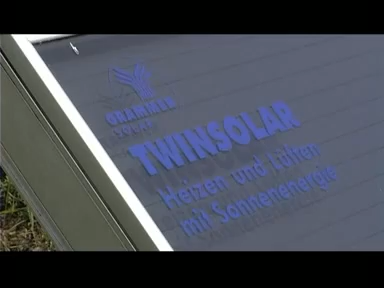 GRAMMER
SOLAR
TWINSOLAR
Heizen und Lüften
mit Sonnenenergie